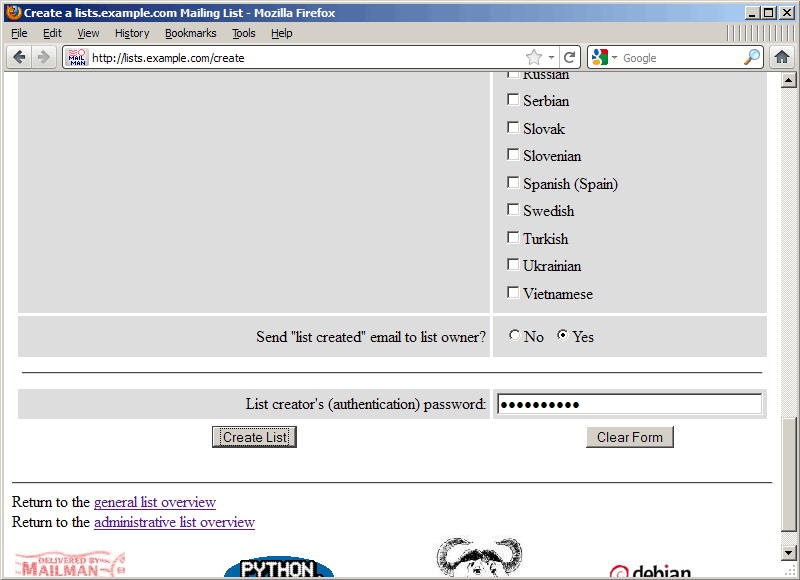 Create a lists.example.com Mailing List - Mozilla Firefox
File Edit View History Bookmarks Tools Help
MAIL MAN http://lists.example.com/create Google
Russian
Serbian
Slovak
Slovenian
Spanish (Spain)
Swedish
Turkish
Ukrainian
Vietnamese
Send "list created" email to list owner? No Yes
List creator's (authentication) password: ••••••••••
Create List Clear Form
Return to the general list overview
Return to the administrative list overview
DELIVERED BY
MAILMAN PYTHON debian